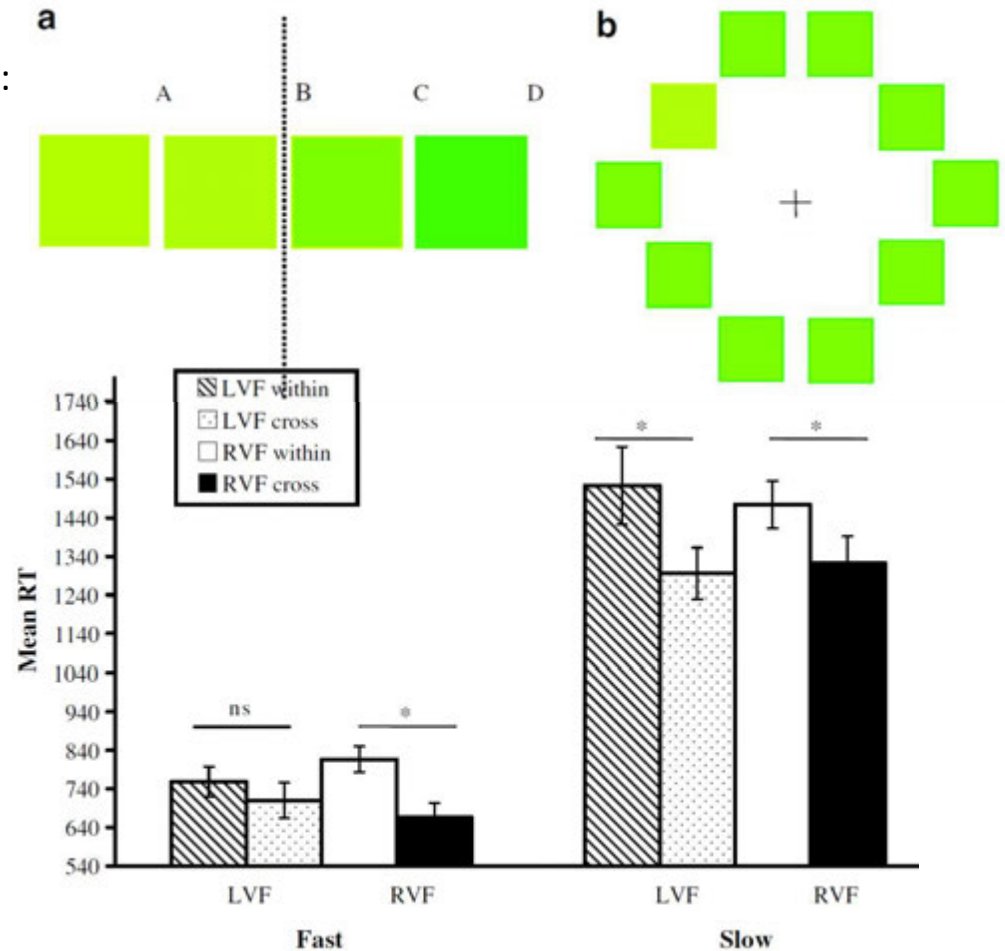 a
b
:
A B C D
LVF within
LVF cross
RVF within
RVF cross
Mean RT
1740
1640
1540
1440
1340
1240
1140
1040
940
840
740
640
540
ns
*
*
*
LVF RVF LVF RVF
Fast Slow